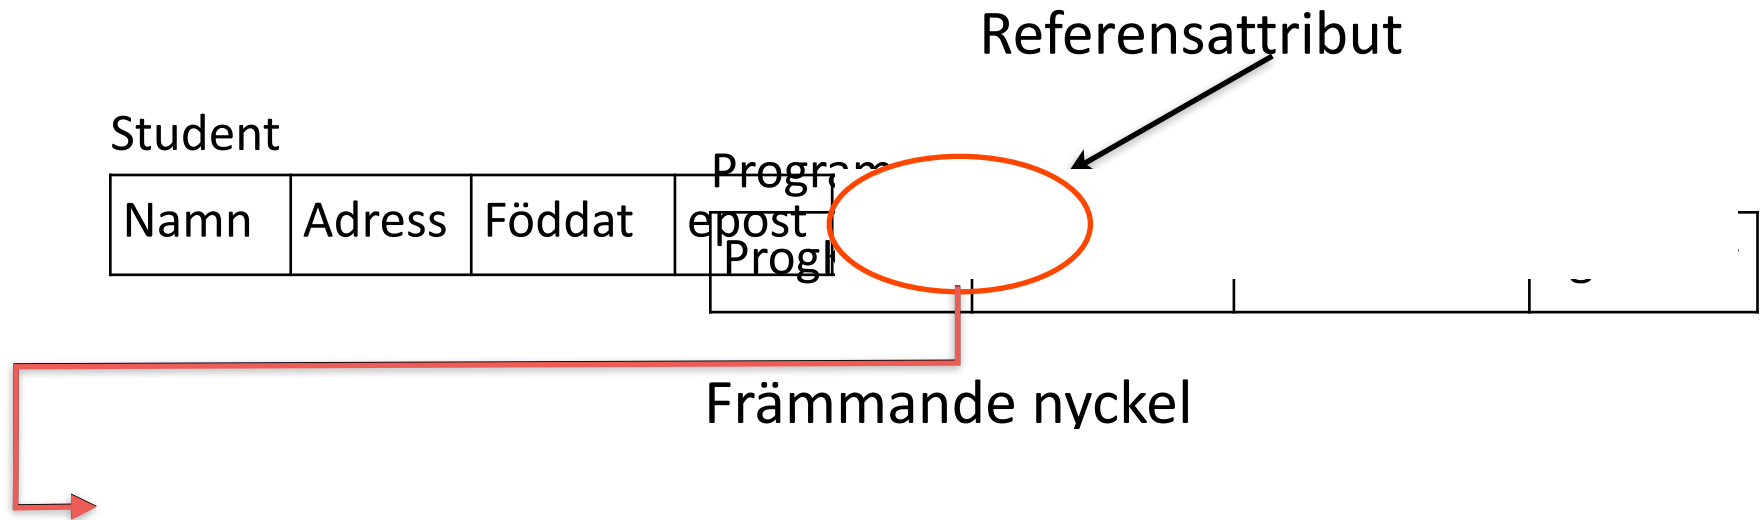 Referensattribut
Student
Namn Adress Föddat epost
Främmande nyckel